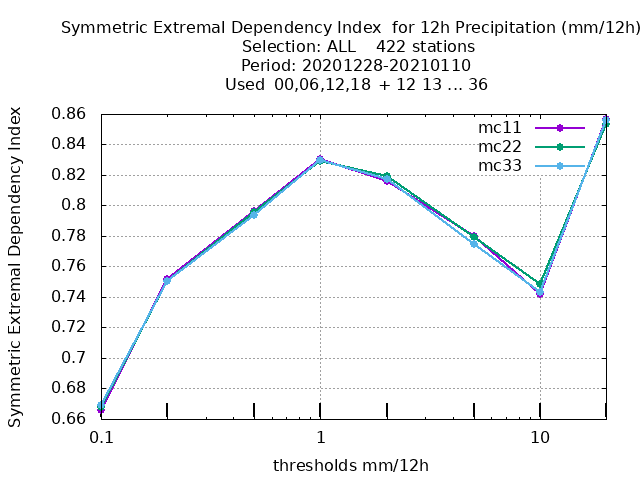 Symmetric Extremal Dependency Index  for 12h Precipitation (mm/12h)
Selection: ALL    422 stations
Period: 20201228-20210110
Used  00,06,12,18  + 12 13 ... 36
Symmetric Extremal Dependency Index
0.86
0.84
0.82
0.8
0.78
0.76
0.74
0.72
0.7
0.68
0.66
mc11
mc22
mc33
0.1
1
10
thresholds mm/12h